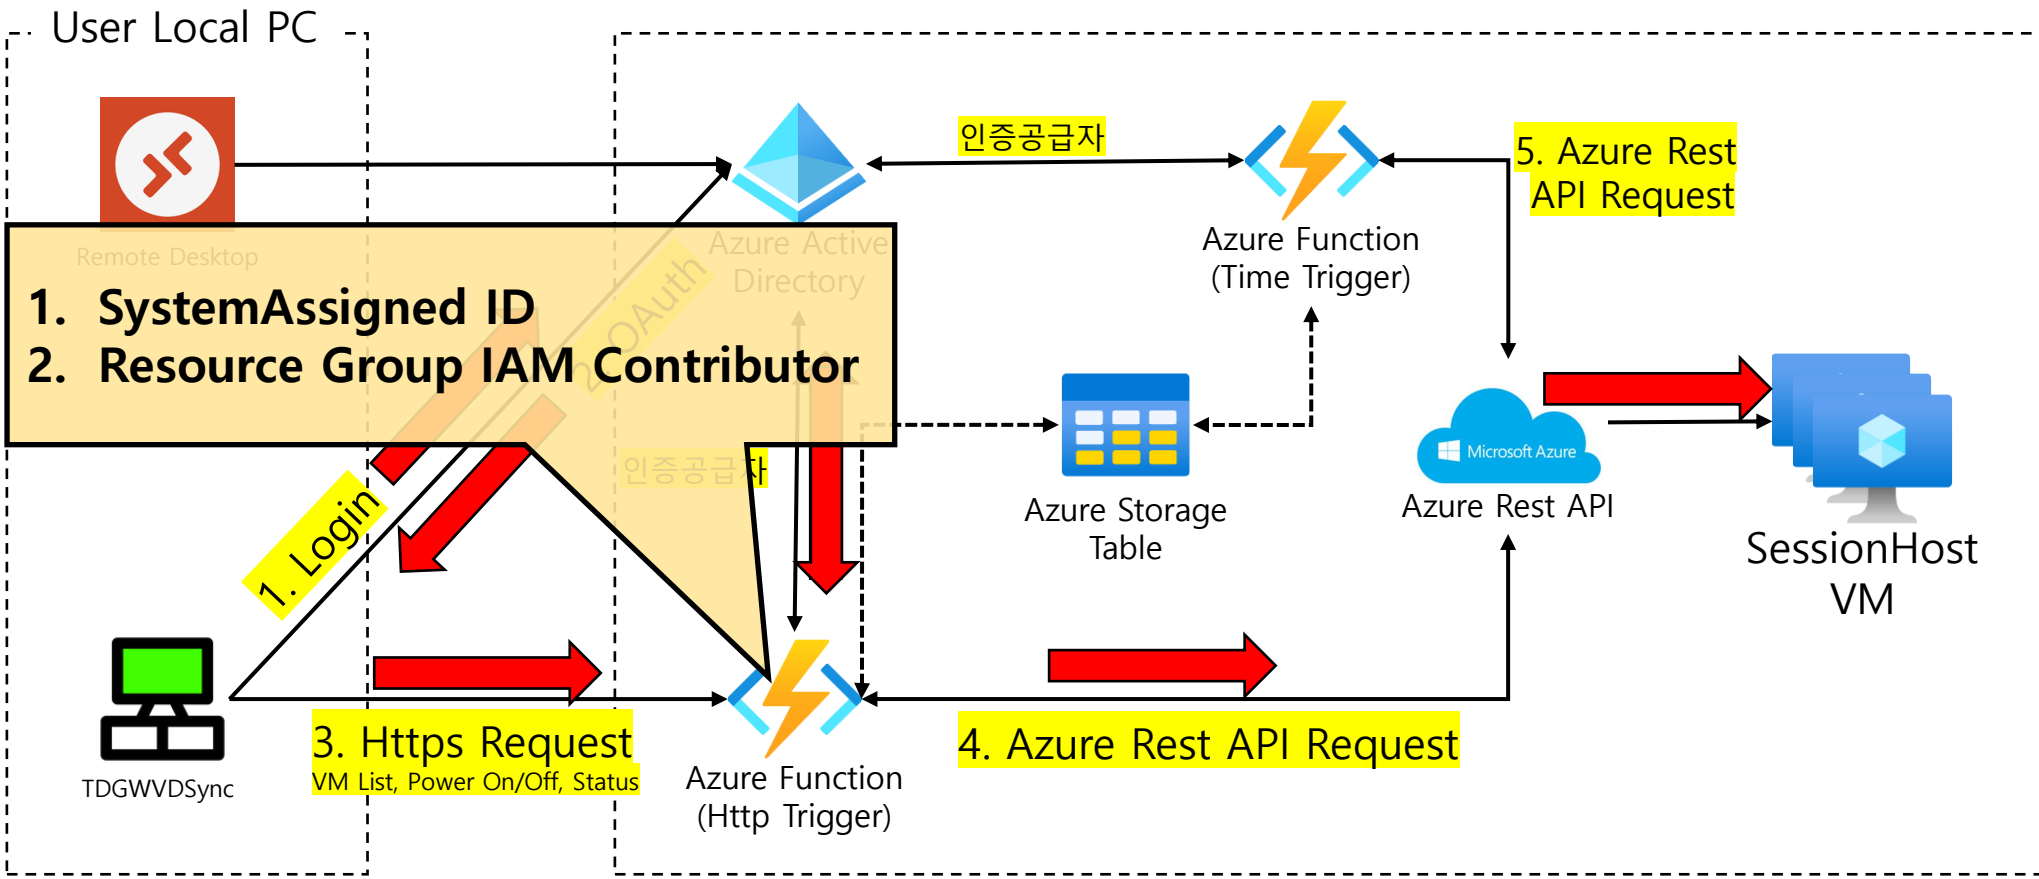 User Local PC
인증공급자
5. Azure Rest
API Request
Remote Desktop
Azure Active
Directory
Azure Function
(Time Trigger)
1. SystemAssigned ID
2. Resource Group IAM Contributor
2. OAuth
인증공급자
1. Login
Microsoft Azure
Azure Storage
Table
Azure Rest API
SessionHost
VM
3. Https Request
VM List, Power On/Off, Status
4. Azure Rest API Request
TDGWVDSync
Azure Function
(Http Trigger)